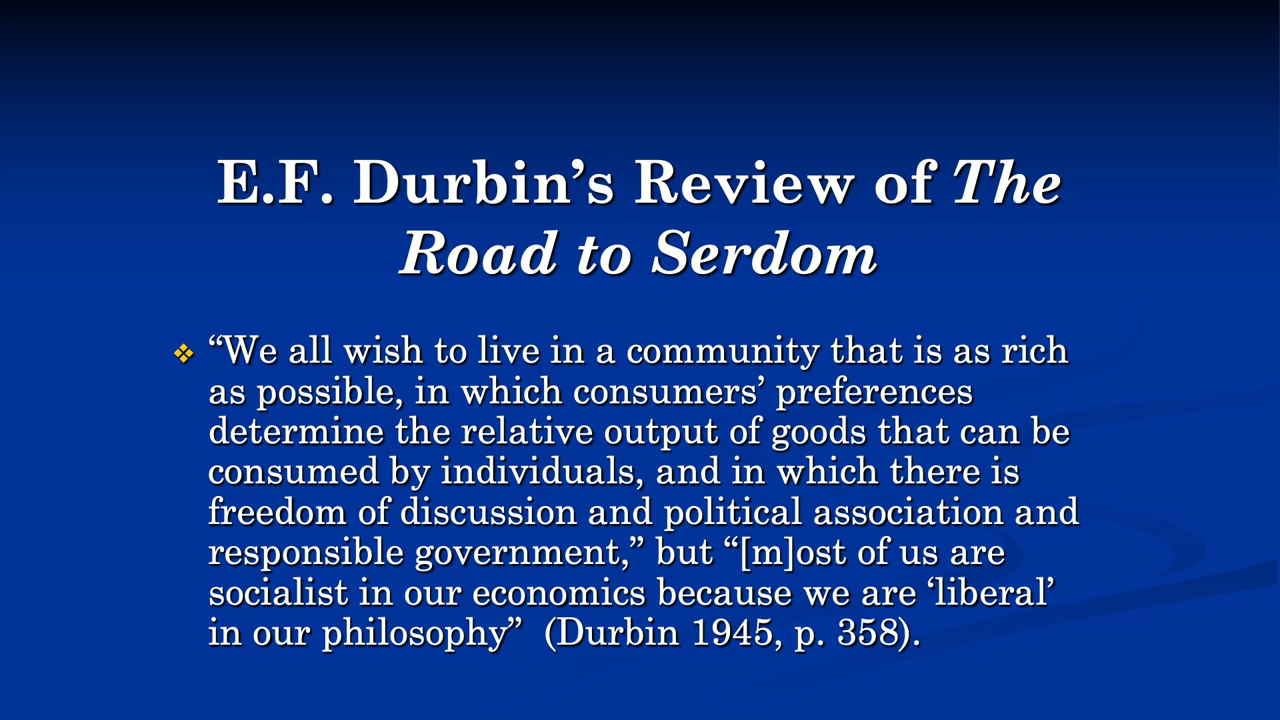 E.F. Durbin’s Review of The
Road to Serdom
“We all wish to live in a community that is as rich
as possible, in which consumers’ preferences
determine the relative output of goods that can be
consumed by individuals, and in which there is
freedom of discussion and political association and
responsible government,” but “[m]ost of us are
socialist in our economics because we are ‘liberal’
in our philosophy” (Durbin 1945, p. 358).